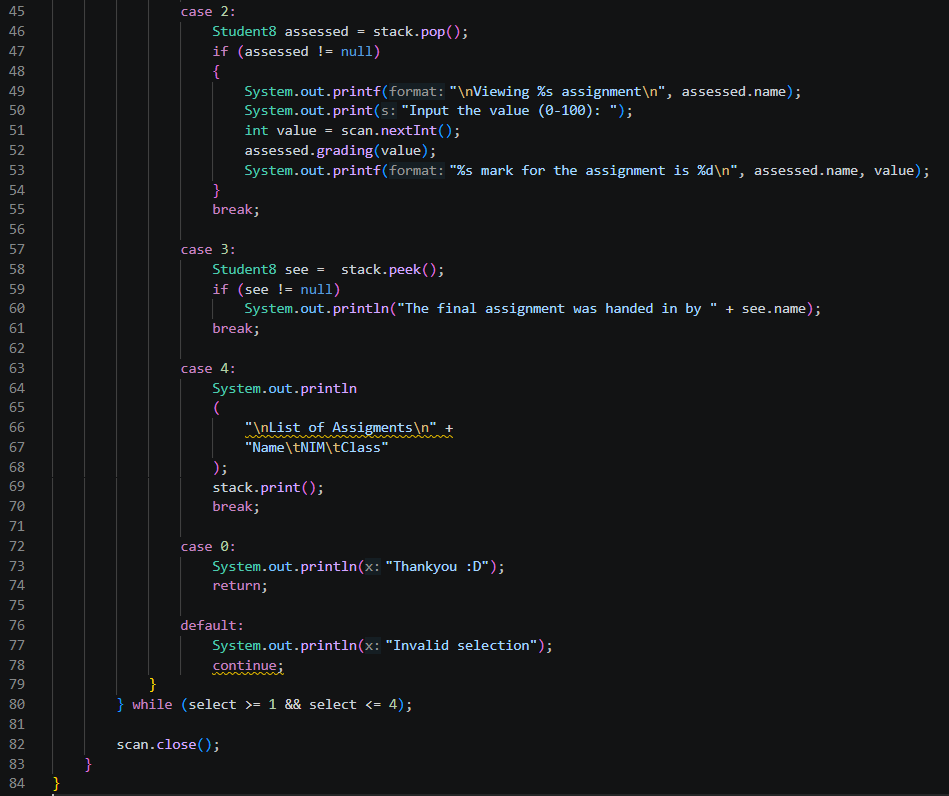 45 case 2:
46 Student8 assessed = stack.pop();
47 if (assessed != null)
48 {
49 System.out.printf(format: "\nViewing %s assignment\n", assessed.name);
50 System.out.print(s: "Input the value (0-100): ");
51 int value = scan.nextInt();
52 assessed.grading(value);
53 System.out.printf(format: "%s mark for the assignment is %d\n", assessed.name, value);
54 }
55 break;
56
57 case 3:
58 Student8 see =  stack.peek();
59 if (see != null)
60 System.out.println("The final assignment was handed in by " + see.name);
61 break;
62
63 case 4:
64 System.out.println
65 (
66 "\nList of Assigments\n" +
67 "Name\tNIM\tClass"
68 );
69 stack.print();
70 break;
71
72 case 0:
73 System.out.println(x: "Thankyou :D");
74 return;
75
76 default:
77 System.out.println(x: "Invalid selection");
78 continue;
79 }
80 } while (select >= 1 && select <= 4);
81
82 scan.close();
83 }
84 }